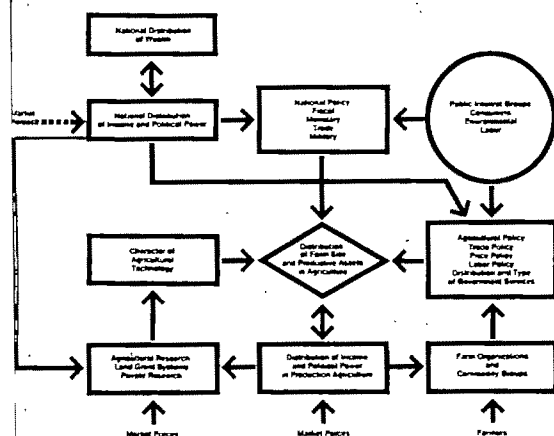 National Distribution
of Wealth
Market
Forces
National Distribution
of Income and Political Power
National Policy
Fiscal
Monetary
Trade
Military
Public Interest Groups
Consumers
Environmental
Labor
Character of
Agricultural
Technology
Distribution
of Farm Size
and Productive Assets
in Agriculture
Agricultural Policy
Trade Policy
Price Policy
Labor Policy
Distribution and Type
of Government Services
Agricultural Research
Land Grant Systems
Private Research
Distribution of Income
and Political Power
in Production Agriculture
Farm Organizations
and Commodity Groups
Market Forces
Market Forces
Farmers